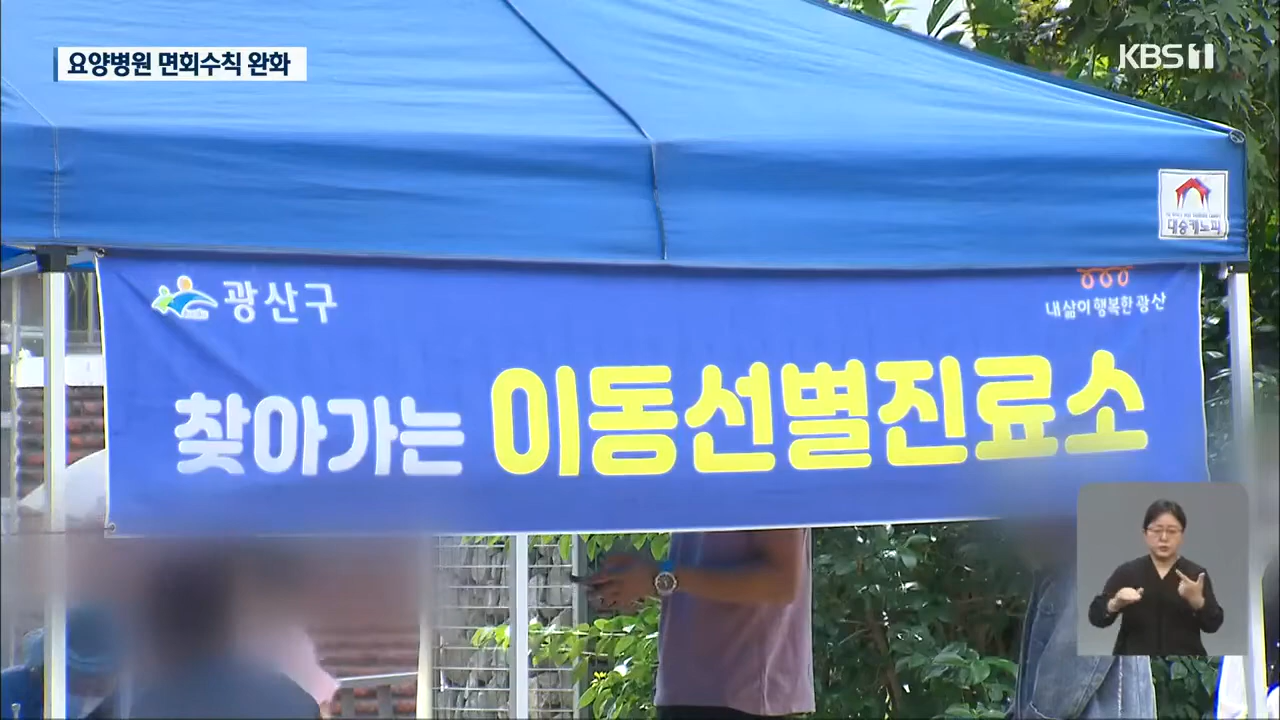 요양병원 면회수칙 완화
KBS 1
대승캐노피
광산구
내 삶이 행복한 광산
찾아가는 이동선별진료소